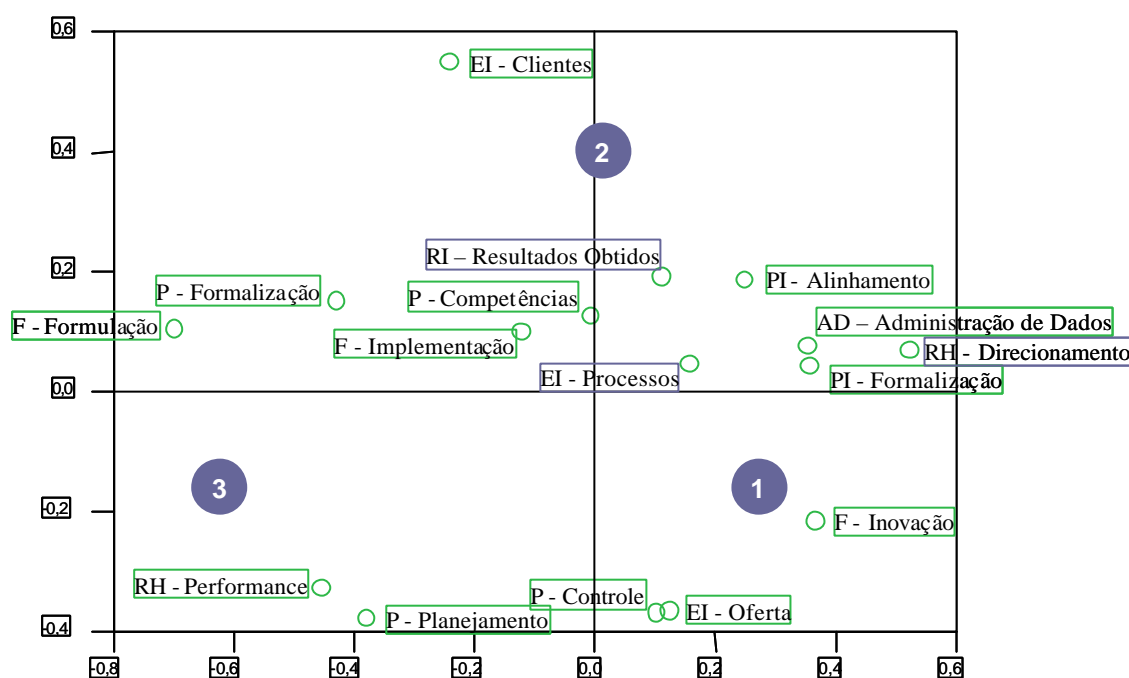 0,6
EI - Clientes
0,4
2
RI – Resultados Obtidos
0,2
PI - Alinhamento
P - Formalização
P - Competências
AD – Administração de Dados
F - Formulação
F - Implementação
RH - Direcionamento
EI - Processos
PI - Formalização
0,0
3
1
-0,2
F - Inovação
RH - Performance
P - Controle
EI - Oferta
P - Planejamento
-0,4
-0,8 -0,6 -0,4 -0,2 0,0 0,2 0,4 0,6